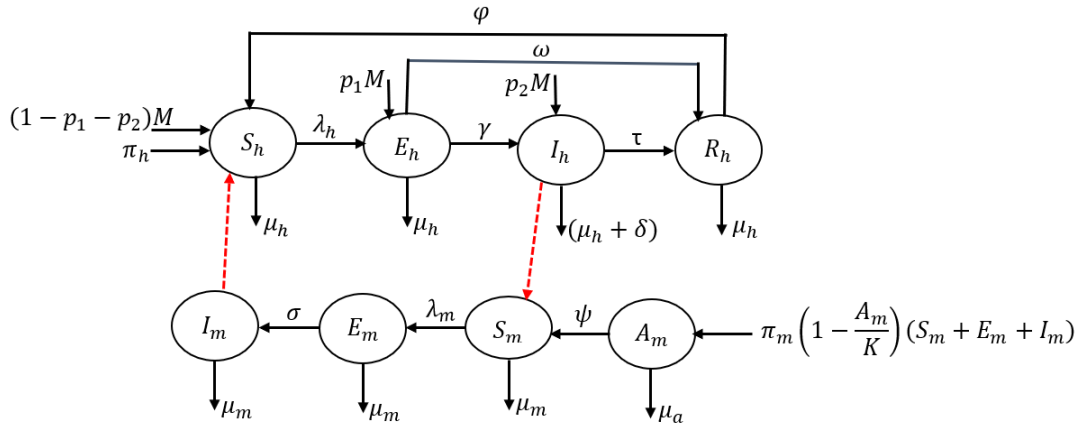 φ
ω
p₁M
p₂M
(1 − p₁ − p₂)M
π_h
S_h
λ_h
E_h
γ
I_h
τ
R_h
μ_h
μ_h
(μ_h + δ)
μ_h
I_m
σ
E_m
λ_m
S_m
ψ
A_m
π_m (1 − A_m/K) (S_m + E_m + I_m)
μ_m
μ_m
μ_m
μ_a